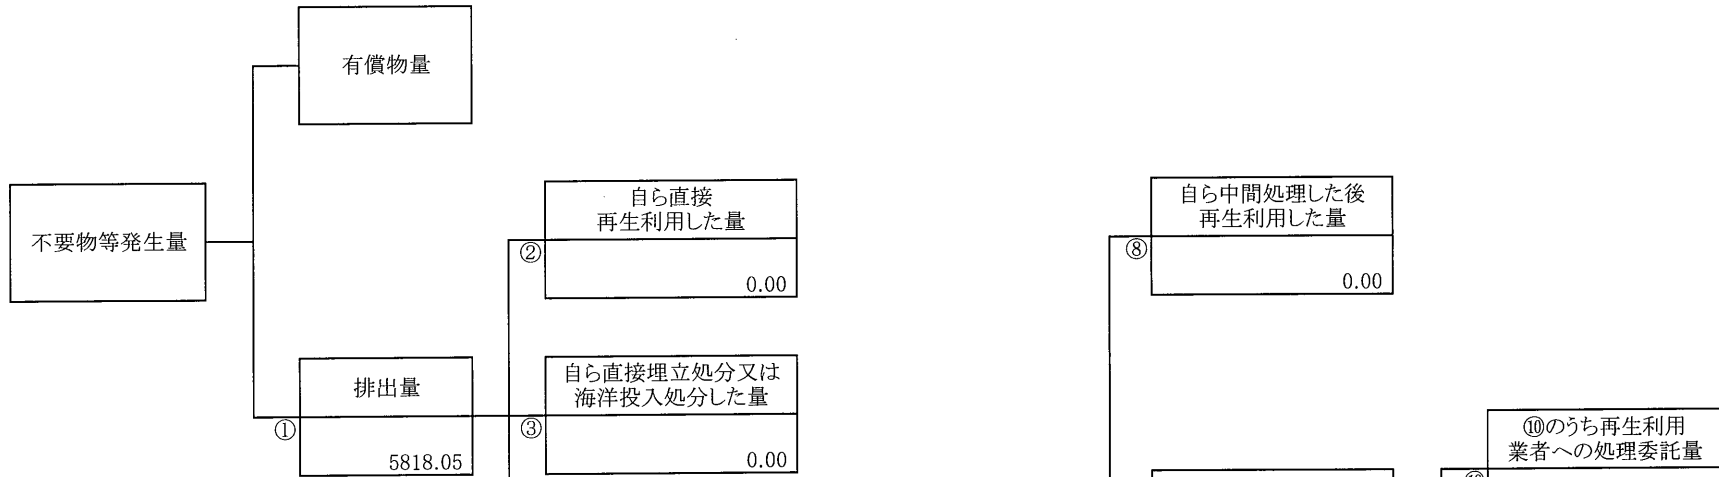 有償物量
不要物等発生量
自ら直接
再生利用した量
②
0.00
自ら中間処理した後
再生利用した量
⑧
0.00
排出量
①
5818.05
自ら直接埋立処分又は
海洋投入処分した量
③
0.00
⑩のうち再生利用
業者への処理委託量